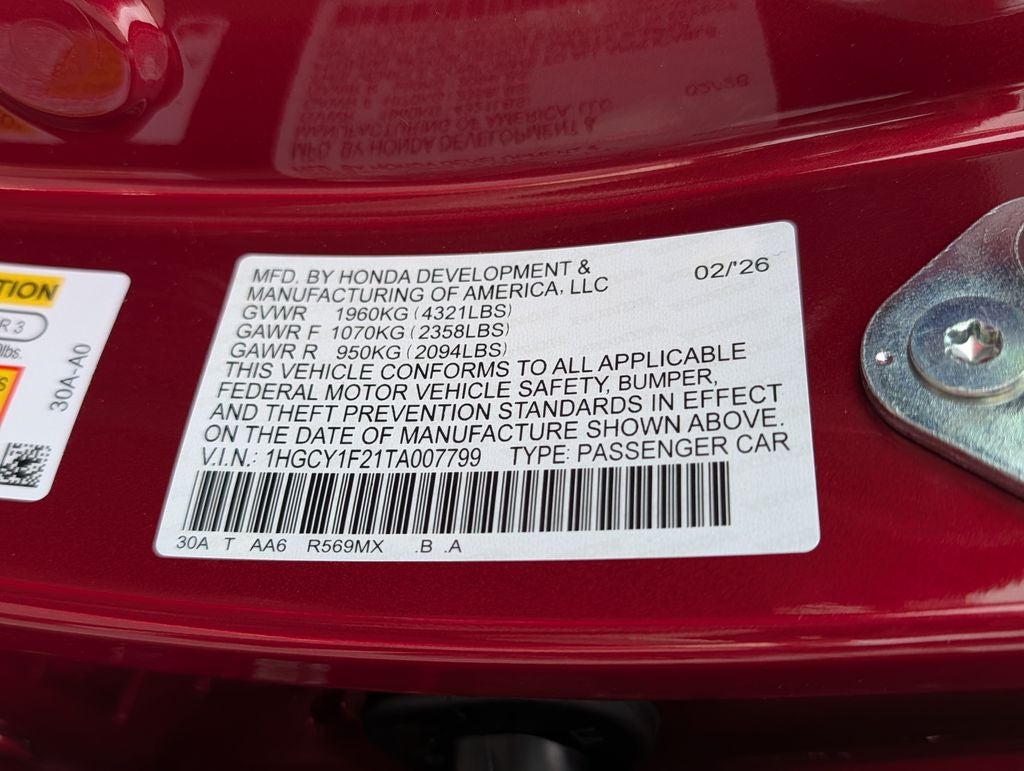 MFD. BY HONDA DEVELOPMENT &
MANUFACTURING OF AMERICA, LLC
02/'26
GVWR 1960KG (4321LBS)
GAWR F 1070KG (2358LBS)
GAWR R 950KG (2094LBS)
THIS VEHICLE CONFORMS TO ALL APPLICABLE
FEDERAL MOTOR VEHICLE SAFETY, BUMPER,
AND THEFT PREVENTION STANDARDS IN EFFECT
ON THE DATE OF MANUFACTURE SHOWN ABOVE.
V.I.N.: 1HGCY1F21TA007799 TYPE: PASSENGER CAR
30A T AA6 R569MX .B .A
R 3
lbs.
30A-A0